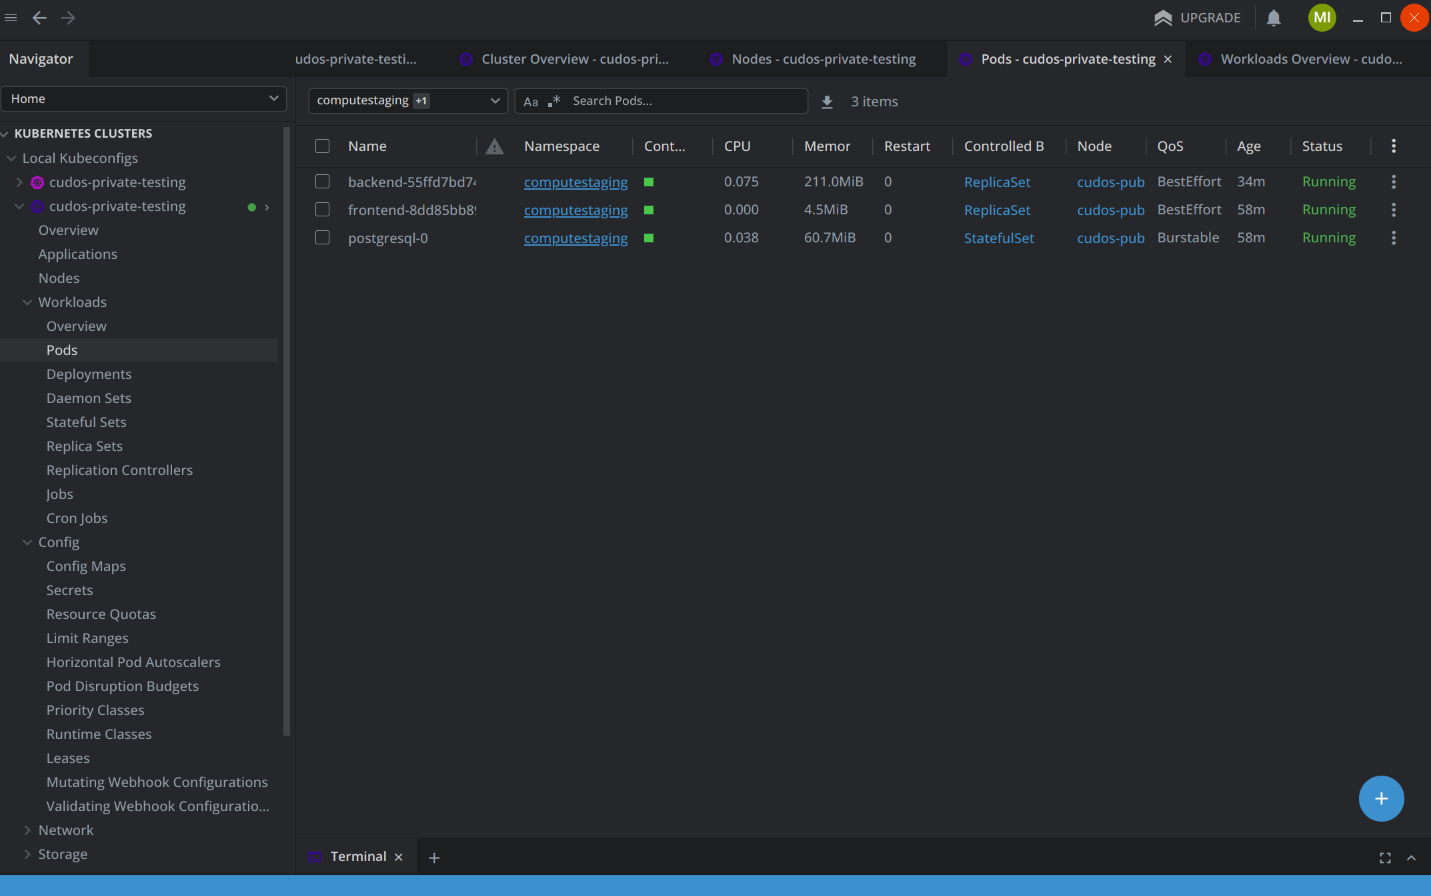 UPGRADE
MI
Navigator
udos-private-testi...
Cluster Overview - cudos-pri...
Nodes - cudos-private-testing
Pods - cudos-private-testing
Workloads Overview - cudo...
Home
computestaging +1
Aa .* Search Pods...
3 items
KUBERNETES CLUSTERS
Local Kubeconfigs
cudos-private-testing
cudos-private-testing
Overview
Applications
Nodes
Workloads
Overview
Pods
Deployments
Daemon Sets
Stateful Sets
Replica Sets
Replication Controllers
Jobs
Cron Jobs
Config
Config Maps
Secrets
Resource Quotas
Limit Ranges
Horizontal Pod Autoscalers
Pod Disruption Budgets
Priority Classes
Runtime Classes
Leases
Mutating Webhook Configurations
Validating Webhook Configuratio...
Network
Storage
Name Namespace Cont... CPU Memor Restart Controlled B Node QoS Age Status
backend-55ffd7bd74 computestaging 0.075 211.0MiB 0 ReplicaSet cudos-pub BestEffort 34m Running
frontend-8dd85bb89 computestaging 0.000 4.5MiB 0 ReplicaSet cudos-pub BestEffort 58m Running
postgresql-0 computestaging 0.038 60.7MiB 0 StatefulSet cudos-pub Burstable 58m Running
Terminal